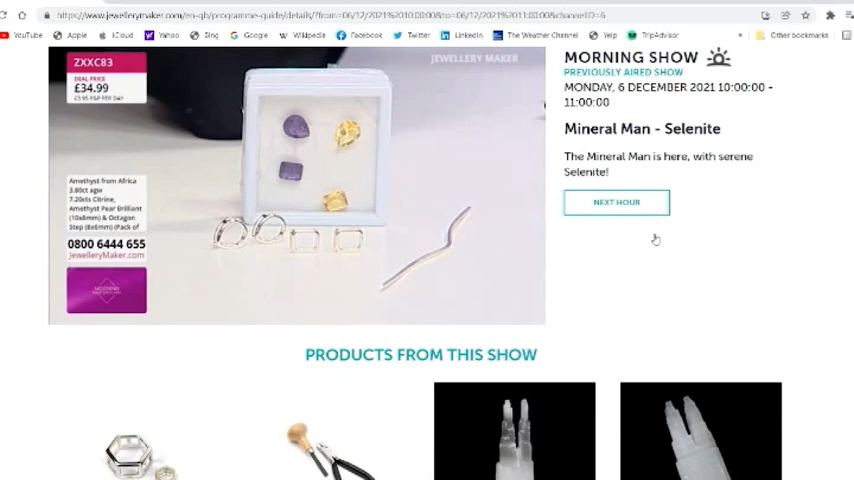 https://www.jewellerymaker.com/en-gb/programme-guide/details/?from=06/12/2021%2010:00:00&to=06/12/2021%2011:00:00&channelID=6
YouTube Apple iCloud Yahoo Bing Google Wikipedia Facebook Twitter LinkedIn The Weather Channel Yelp TripAdvisor » Other bookmarks
ZXXC83
DEAL PRICE
£34.99
£3.95 P&P PER DAY
JEWELLERY MAKER
Amethyst from Africa
3.80ct agw
7.20cts Citrine,
Amethyst Pear Brilliant
(10x8mm) & Octagon
Step (8x6mm) (Pack of
0800 6444 655
JewelleryMaker.com
MORNING SHOW
PREVIOUSLY AIRED SHOW
MONDAY, 6 DECEMBER 2021 10:00:00 -
11:00:00
Mineral Man - Selenite
The Mineral Man is here, with serene
Selenite!
NEXT HOUR
PRODUCTS FROM THIS SHOW